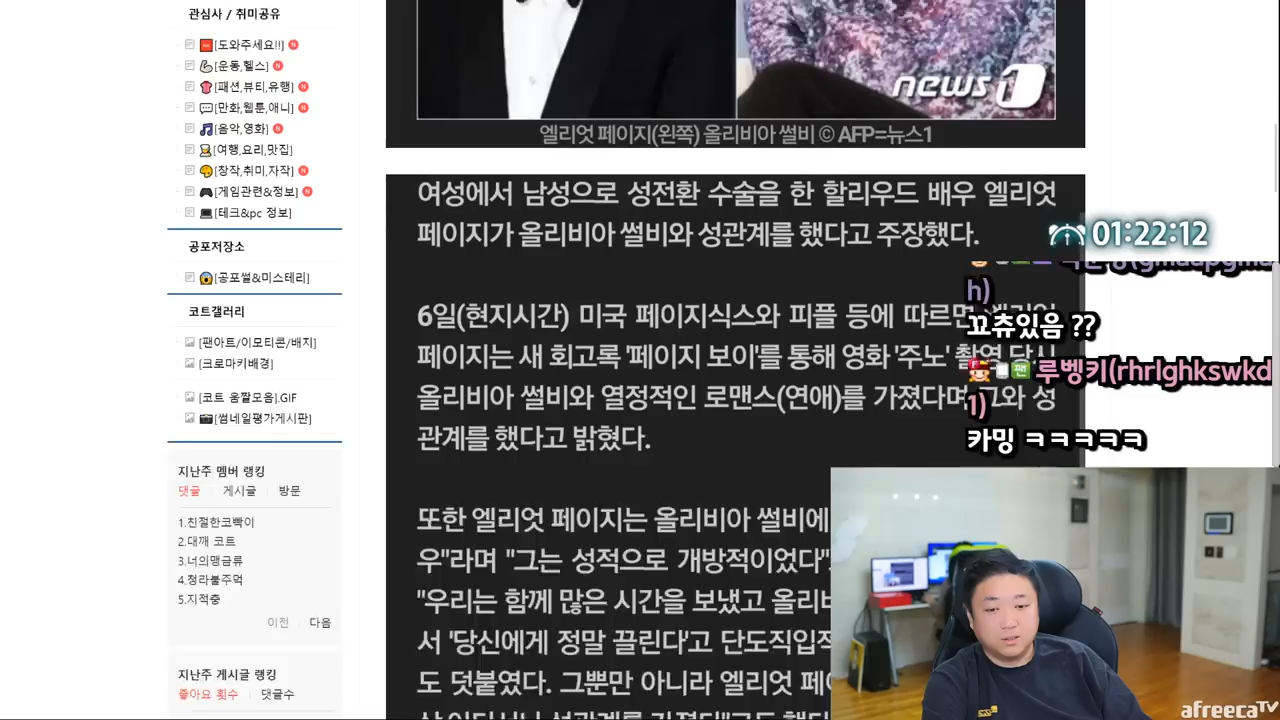 관심사 / 취미공유
[도와주세요!!] N
[운동,헬스] N
[패션,뷰티,유행] N
[만화,웹툰,애니] N
[음악,영화] N
[여행,요리,맛집]
[창작,취미,자작] N
[게임관련&정보] N
[테크&pc 정보]
공포저장소
[공포썰&미스테리]
코트갤러리
[팬아트/이모티콘/배지]
[크로마키배경]
[코트 움짤모음].GIF
[썸네일평가게시판]
지난주 멤버 랭킹
댓글 게시글 방문
1.친절한코빡이
2.대깨 코트
3.너의맹금류
4.정라불주먹
5.지적충
이전 다음
지난주 게시글 랭킹
좋아요 횟수 댓글수
news1
엘리엇 페이지(왼쪽) 올리비아 썰비 © AFP=뉴스1
여성에서 남성으로 성전환 수술을 한 할리우드 배우 엘리엇
페이지가 올리비아 썰비와 성관계를 했다고 주장했다.
6일(현지시간) 미국 페이지식스와 피플 등에 따르면 엘리엇
페이지는 새 회고록 '페이지 보이'를 통해 영화 '주노' 촬영 당시
올리비아 썰비와 열정적인 로맨스(연애)를 가졌다며 그와 성
관계를 했다고 밝혔다.
또한 엘리엇 페이지는 올리비아 썰비에
우"라며 "그는 성적으로 개방적이었다"
"우리는 함께 많은 시간을 보냈고 올리비
서 '당신에게 정말 끌린다'고 단도직입적
도 덧붙였다. 그뿐만 아니라 엘리엇 페이
01:22:12
h)
꼬츄있음 ??
팬 루벵키(rhrlghkswkd
1)
카밍 ㅋㅋㅋㅋㅋ
afreecaTV